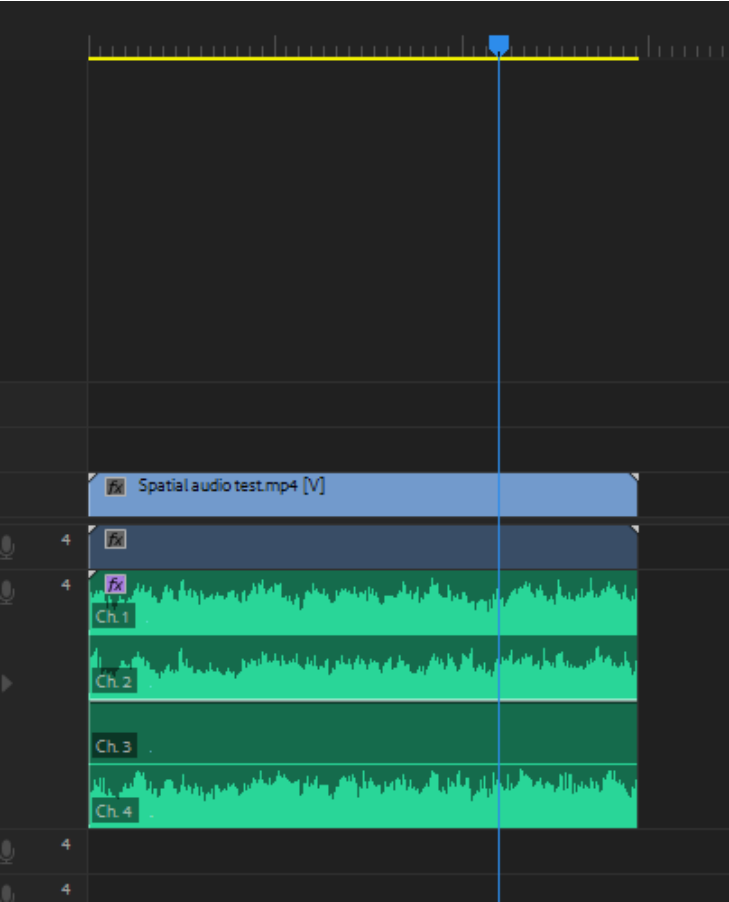 fx Spatial audio test.mp4 [V]
4 fx
4 fx
Ch. 1
Ch. 2
Ch. 3
Ch. 4
4
4